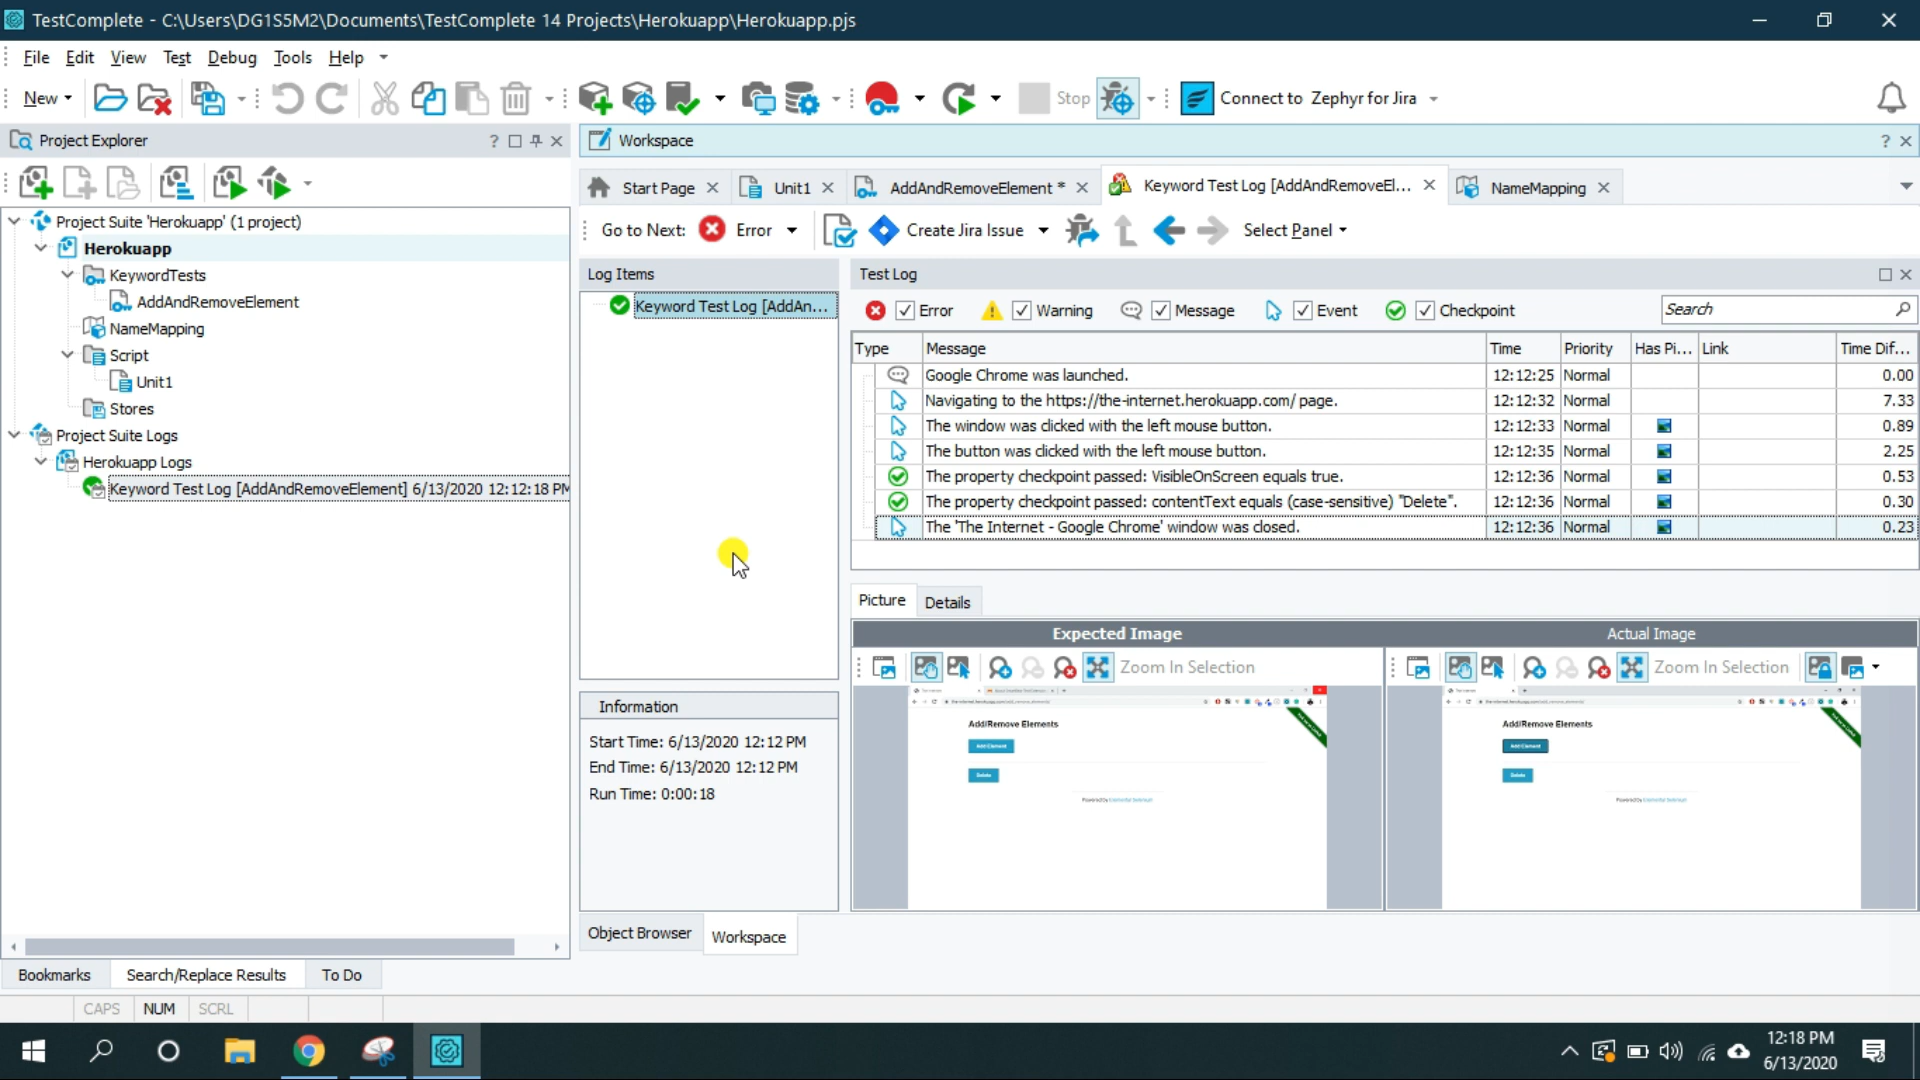 TestComplete - C:\Users\DG1S5M2\Documents\TestComplete 14 Projects\Herokuapp\Herokuapp.pjs
File Edit View Test Debug Tools Help
New Stop Connect to Zephyr for Jira
Project Explorer ?
Project Suite 'Herokuapp' (1 project)
Herokuapp
KeywordTests
AddAndRemoveElement
NameMapping
Script
Unit1
Stores
Project Suite Logs
Herokuapp Logs
Keyword Test Log [AddAndRemoveElement] 6/13/2020 12:12:18 PM
Workspace ?
Start Page Unit1 AddAndRemoveElement * Keyword Test Log [AddAndRemoveEl... NameMapping
Go to Next: Error Create Jira Issue Select Panel
Log Items
Keyword Test Log [AddAn...
Test Log
Error Warning Message Event Checkpoint Search
Type Message Time Priority Has Pi... Link Time Dif...
Google Chrome was launched. 12:12:25 Normal 0.00
Navigating to the https://the-internet.herokuapp.com/ page. 12:12:32 Normal 7.33
The window was clicked with the left mouse button. 12:12:33 Normal 0.89
The button was clicked with the left mouse button. 12:12:35 Normal 2.25
The property checkpoint passed: VisibleOnScreen equals true. 12:12:36 Normal 0.53
The property checkpoint passed: contentText equals (case-sensitive) "Delete". 12:12:36 Normal 0.30
The 'The Internet - Google Chrome' window was closed. 12:12:36 Normal 0.23
Picture Details
Expected Image Actual Image
Zoom In Selection Zoom In Selection
Add/Remove Elements Add/Remove Elements
Add Element Add Element
Delete Delete
Information
Start Time: 6/13/2020 12:12 PM
End Time: 6/13/2020 12:12 PM
Run Time: 0:00:18
Object Browser Workspace
Bookmarks Search/Replace Results To Do
CAPS NUM SCRL
12:18 PM
6/13/2020